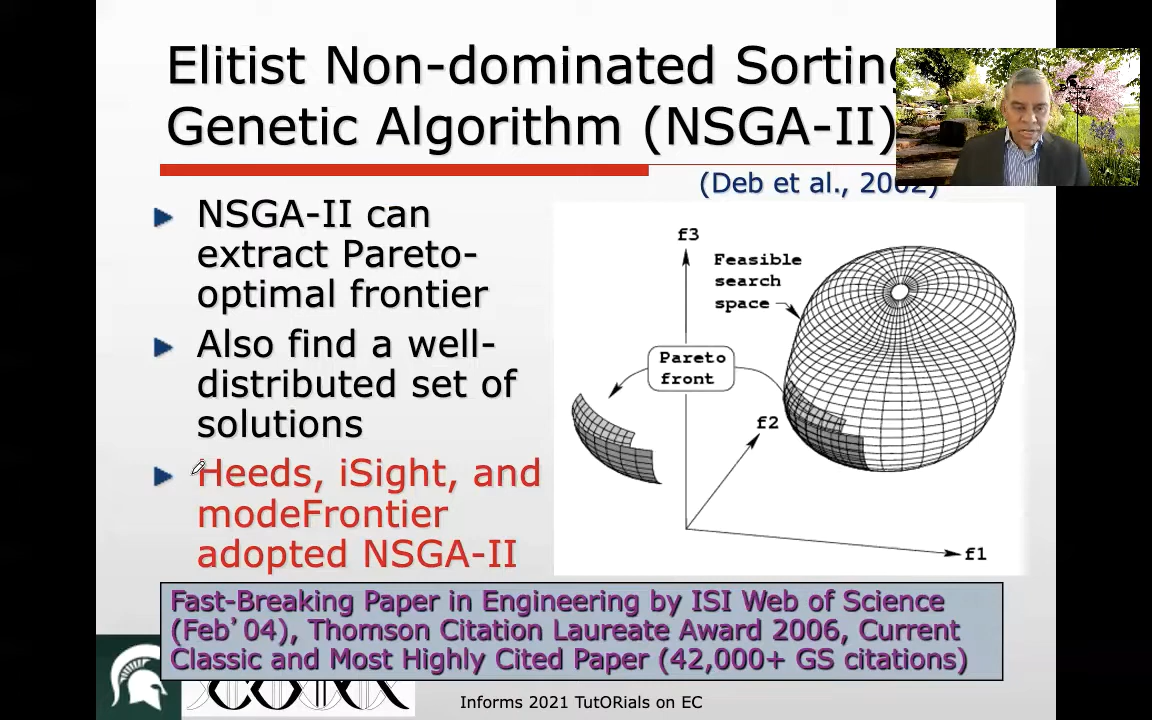 Elitist Non-dominated Sorting
Genetic Algorithm (NSGA-II)
(Deb et al., 2002)
NSGA-II can
extract Pareto-
optimal frontier
Also find a well-
distributed set of
solutions
Heeds, iSight, and
modeFrontier
adopted NSGA-II
f3
Feasible
search
space
Pareto
front
f2
f1
Fast-Breaking Paper in Engineering by ISI Web of Science
(Feb’04), Thomson Citation Laureate Award 2006, Current
Classic and Most Highly Cited Paper (42,000+ GS citations)
Informs 2021 TutORials on EC